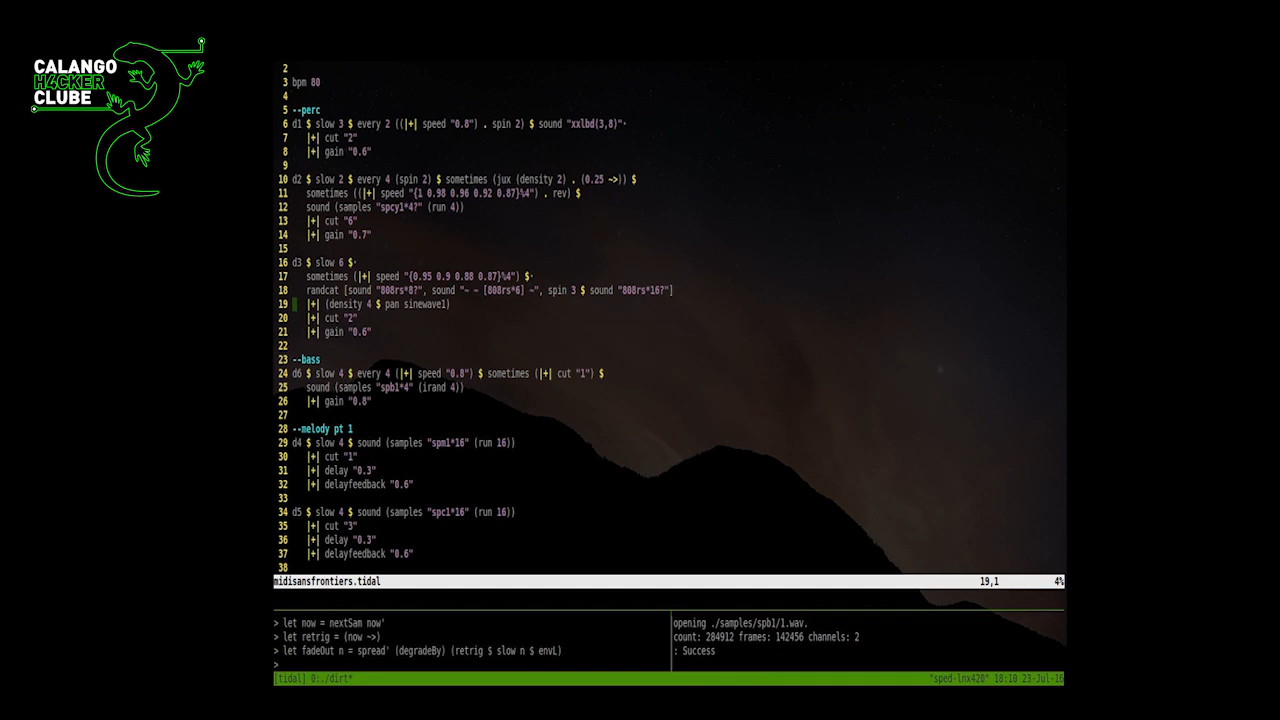 CALANGO
H4CKER
CLUBE
2
3 bpm 80
4
5 --perc
6 d1 $ slow 3 $ every 2 ((|+| speed "0.8") . spin 2) $ sound "xxlbd(3,8)"·
7 |+| cut "2"
8 |+| gain "0.6"
9
10 d2 $ slow 2 $ every 4 (spin 2) $ sometimes (jux (density 2) . (0.25 ~>)) $
11 sometimes ((|+| speed "{1 0.98 0.96 0.92 0.87}%4") . rev) $
12 sound (samples "spcy1*4?" (run 4))
13 |+| cut "6"
14 |+| gain "0.7"
15
16 d3 $ slow 6 $·
17 sometimes (|+| speed "{0.95 0.9 0.88 0.87}%4") $·
18 randcat [sound "808rs*8?", sound "~ ~ [808rs*6] ~", spin 3 $ sound "808rs*16?"]
19 |+| (density 4 $ pan sinewave1)
20 |+| cut "2"
21 |+| gain "0.6"
22
23 --bass
24 d6 $ slow 4 $ every 4 (|+| speed "0.8") $ sometimes (|+| cut "1") $
25 sound (samples "spb1*4" (irand 4))
26 |+| gain "0.8"
27
28 --melody pt 1
29 d4 $ slow 4 $ sound (samples "spm1*16" (run 16))
30 |+| cut "1"
31 |+| delay "0.3"
32 |+| delayfeedback "0.6"
33
34 d5 $ slow 4 $ sound (samples "spc1*16" (run 16))
35 |+| cut "3"
36 |+| delay "0.3"
37 |+| delayfeedback "0.6"
38
midisansfrontiers.tidal 19,1 4%
> let now = nextSam now'
> let retrig = (now ~>)
> let fadeOut n = spread' (degradeBy) (retrig $ slow n $ envL)
>
opening ./samples/spb1/1.wav.
count: 284912 frames: 142456 channels: 2
: Success
[tidal] 0:./dirt* "sped-lnx420" 18:10 23-Jul-16